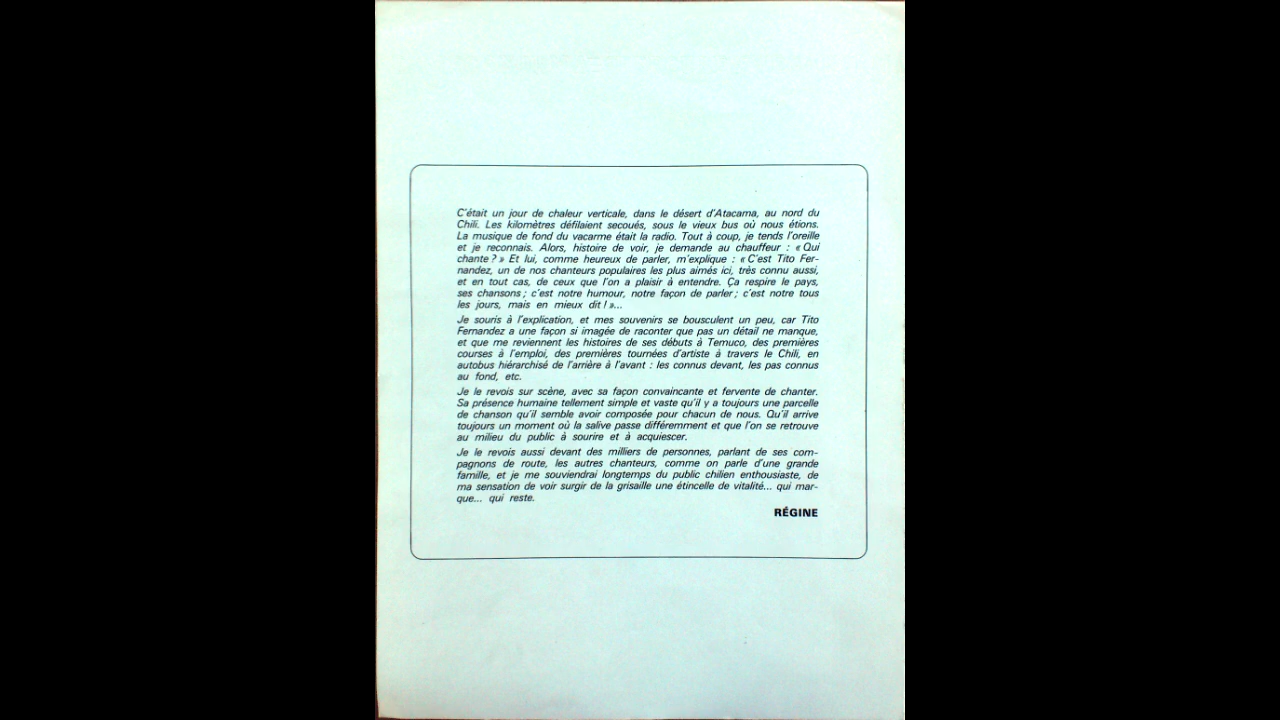 C'était un jour de chaleur verticale, dans le désert d'Atacama, au nord du
Chili. Les kilomètres défilaient secoués, sous le vieux bus où nous étions.
La musique de fond du vacarme était la radio. Tout à coup, je tends l'oreille
et je reconnais. Alors, histoire de voir, je demande au chauffeur : « Qui
chante ? » Et lui, comme heureux de parler, m'explique : « C'est Tito Fer-
nandez, un de nos chanteurs populaires les plus aimés ici, très connu aussi,
et en tout cas, de ceux que l'on a plaisir à entendre. Ça respire le pays,
ses chansons ; c'est notre humour, notre façon de parler ; c'est notre tous
les jours, mais en mieux dit ! »...
Je souris à l'explication, et mes souvenirs se bousculent un peu, car Tito
Fernandez a une façon si imagée de raconter que pas un détail ne manque,
et que me reviennent les histoires de ses débuts à Temuco, des premières
courses à l'emploi, des premières tournées d'artiste à travers le Chili, en
autobus hiérarchisé de l'arrière à l'avant : les connus devant, les pas connus
au fond, etc.
Je le revois sur scène, avec sa façon convaincante et fervente de chanter.
Sa présence humaine tellement simple et vaste qu'il y a toujours une parcelle
de chanson qu'il semble avoir composée pour chacun de nous. Qu'il arrive
toujours un moment où la salive passe différemment et que l'on se retrouve
au milieu du public à sourire et à acquiescer.
Je le revois aussi devant des milliers de personnes, parlant de ses com-
pagnons de route, les autres chanteurs, comme on parle d'une grande
famille, et je me souviendrai longtemps du public chilien enthousiaste, de
ma sensation de voir surgir de la grisaille une étincelle de vitalité... qui mar-
que... qui reste.
RÉGINE